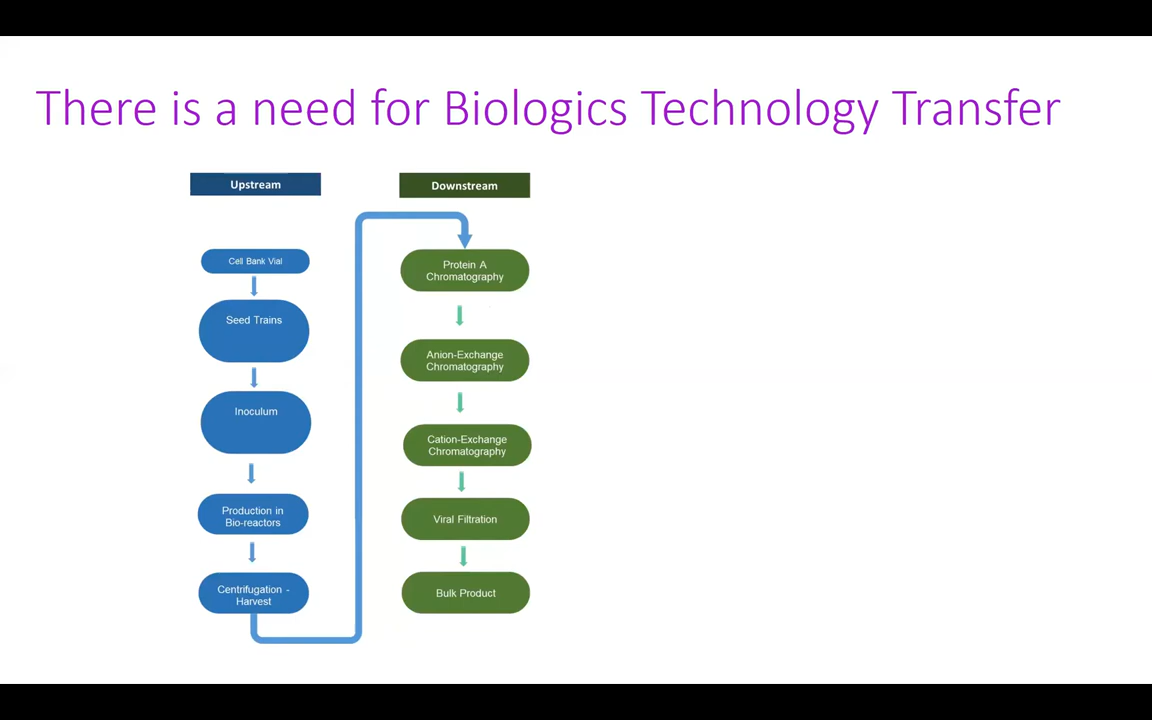 There is a need for Biologics Technology Transfer
Upstream
Cell Bank Vial
Seed Trains
Inoculum
Production in
Bio-reactors
Centrifugation -
Harvest
Downstream
Protein A
Chromatography
Anion-Exchange
Chromatography
Cation-Exchange
Chromatography
Viral Filtration
Bulk Product